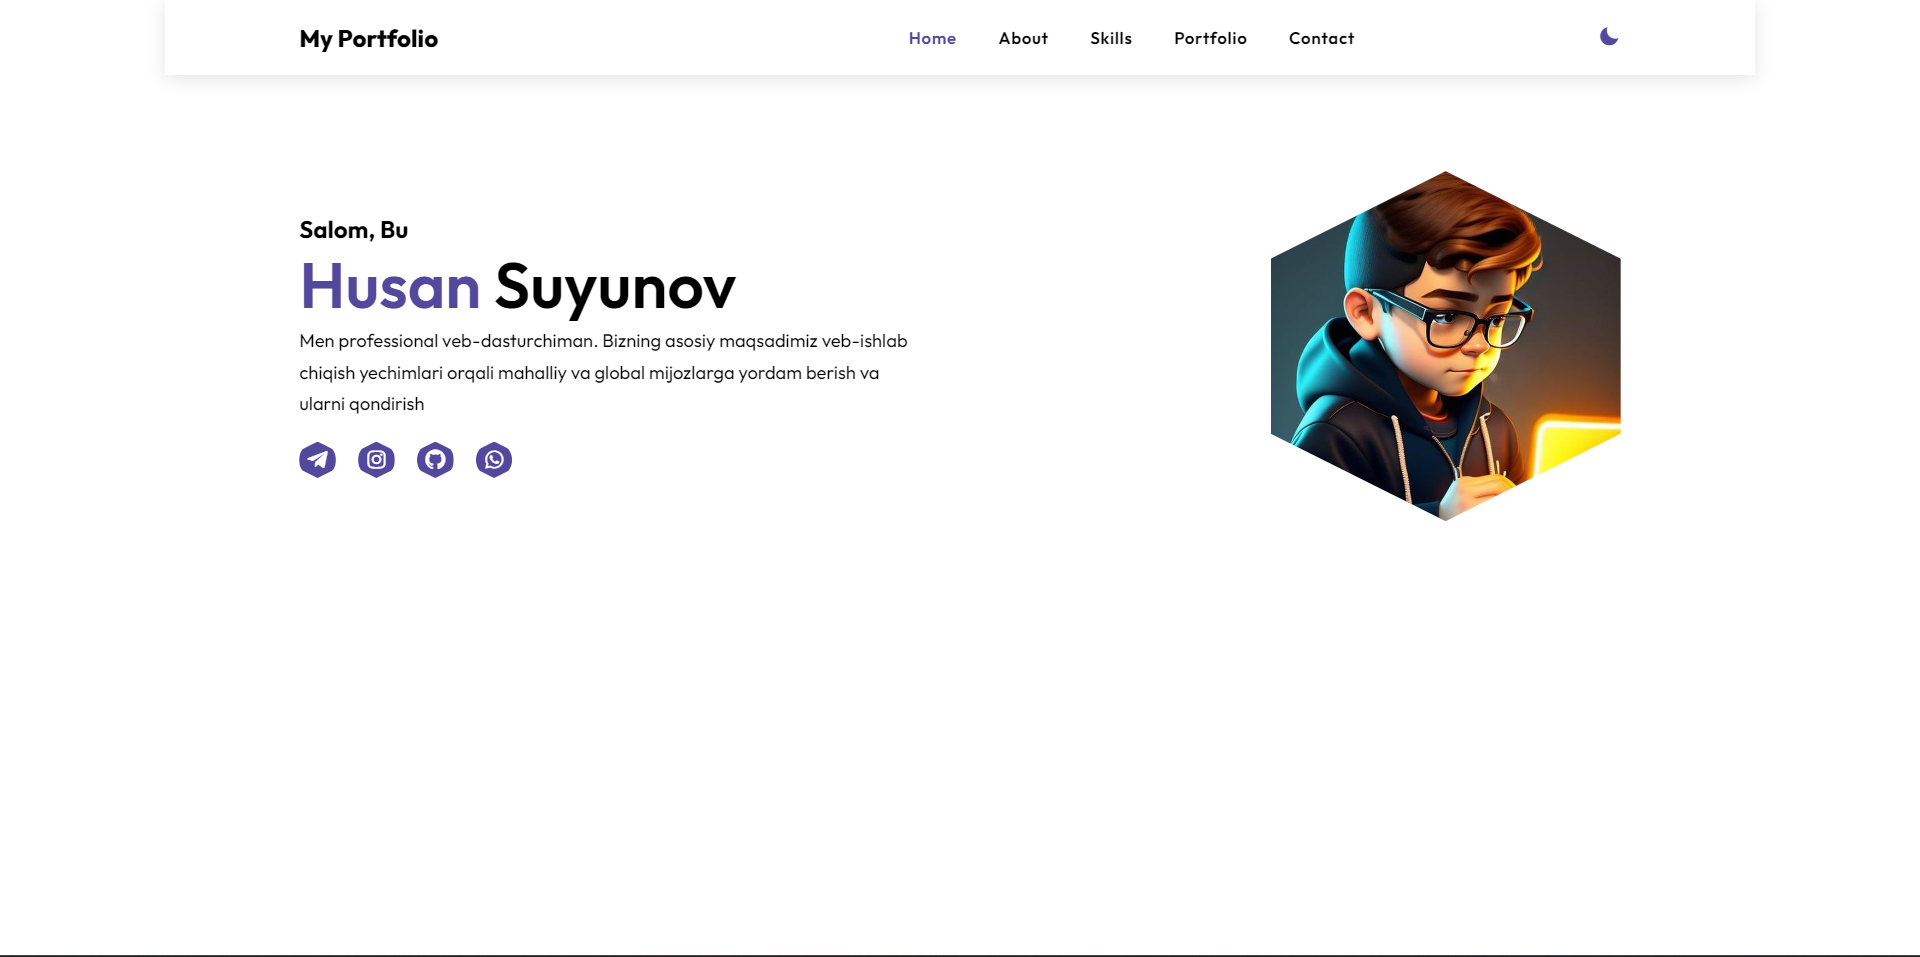 My Portfolio
Home
About
Skills
Portfolio
Contact
Salom, Bu
Husan Suyunov
Men professional veb-dasturchiman. Bizning asosiy maqsadimiz veb-ishlab
chiqish yechimlari orqali mahalliy va global mijozlarga yordam berish va
ularni qondirish